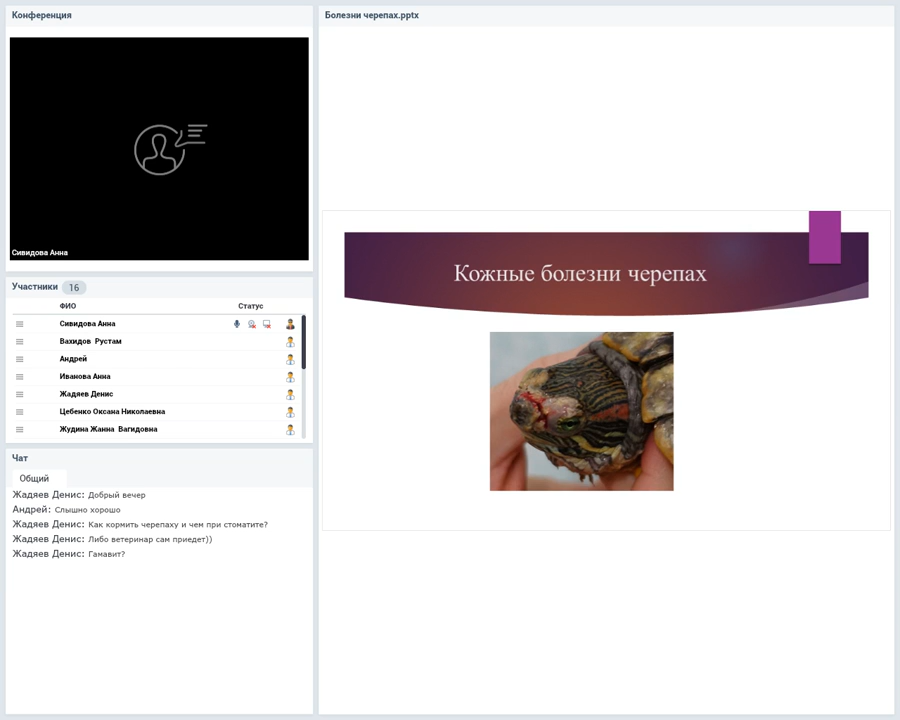 Конференция
Сивидова Анна
Участники 16
ФИО Статус
Сивидова Анна
Вахидов Рустам
Андрей
Иванова Анна
Жадяев Денис
Цебенко Оксана Николаевна
Жудина Жанна Вагидовна
Чат
Общий
Жадяев Денис: Добрый вечер
Андрей: Слышно хорошо
Жадяев Денис: Как кормить черепаху и чем при стоматите?
Жадяев Денис: Либо ветеринар сам приедет))
Жадяев Денис: Гамавит?
Болезни черепах.pptx
Кожные болезни черепах